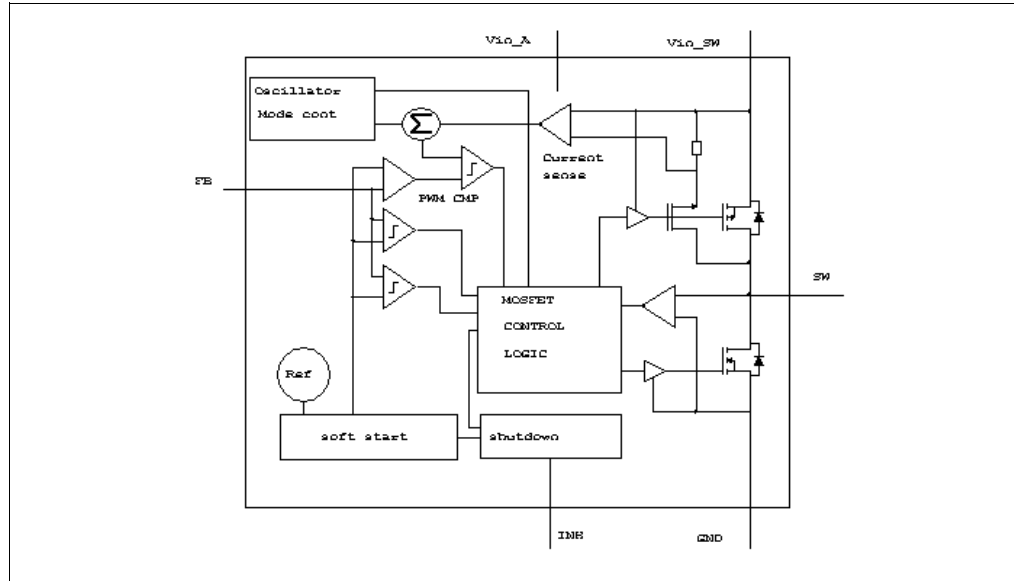 Vin_A
Vin_SW
Oscillator
Mode cont
Σ
Current
sense
FB
PWM CMP
SW
MOSFET
CONTROL
LOGIC
Ref
soft start
shutdown
INH
GND